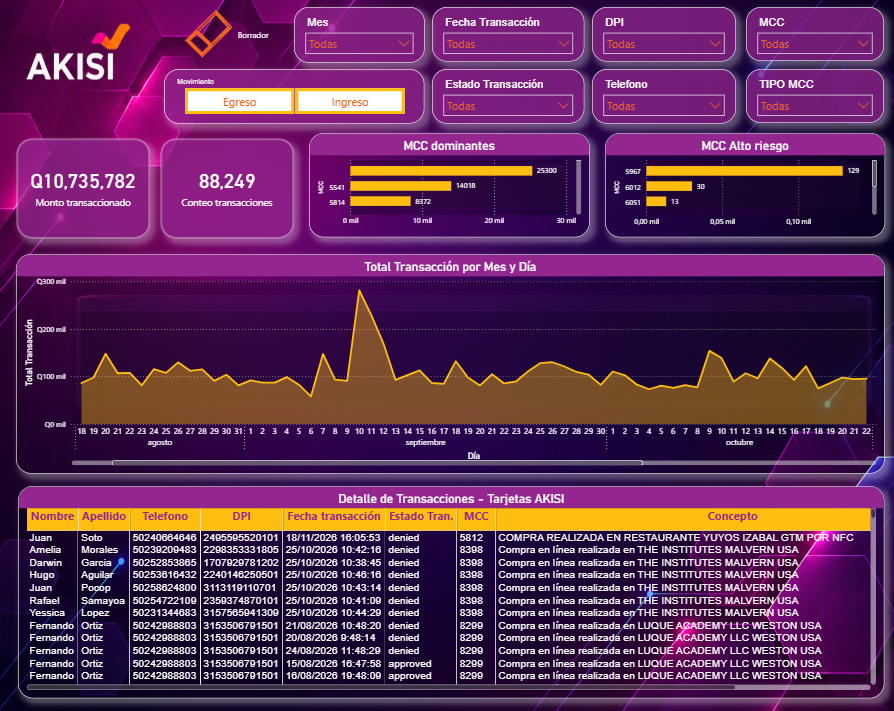 AKISI
Borrador
Mes
Todas
Fecha Transacción
Todas
DPI
Todas
MCC
Todas
Movimiento
Egreso
Ingreso
Estado Transacción
Todas
Telefono
Todas
TIPO MCC
Todas
Q10,735,782
Monto transaccionado
88,249
Conteo transacciones
MCC dominantes
MCC
25300
5541 14018
5814 8372
0 mil 10 mil 20 mil 30 mil
MCC Alto riesgo
MCC
5967 129
6012 30
6051 13
0,00 mil 0,05 mil 0,10 mil
Total Transacción por Mes y Día
Total Transacción
Q300 mil
Q200 mil
Q100 mil
Q0 mil
18 19 20 21 22 23 24 25 26 27 28 29 30 31 1 2 3 4 5 6 7 8 9 10 11 12 13 14 15 16 17 18 19 20 21 22 23 24 25 26 27 28 29 30 1 2 3 4 5 6 7 8 9 10 11 12 13 14 15 16 17 18 19 20 21 22
agosto septiembre octubre
Día
Detalle de Transacciones - Tarjetas AKISI
Nombre Apellido Telefono DPI Fecha transacción Estado Tran. MCC Concepto
Juan Soto 50240664646 2495595520101 18/11/2026 16:05:53 denied 5812 COMPRA REALIZADA EN RESTAURANTE YUYOS IZABAL GTM POR NFC
Amelia Morales 50239209483 2298353331805 25/10/2026 10:42:16 denied 8398 Compra en línea realizada en THE INSTITUTES MALVERN USA
Darwin Garcia 50252853865 1707929781202 25/10/2026 10:38:45 denied 8398 Compra en línea realizada en THE INSTITUTES MALVERN USA
Hugo Aguilar 50253616432 2240146250501 25/10/2026 10:46:16 denied 8398 Compra en línea realizada en THE INSTITUTES MALVERN USA
Juan Pocop 50258624800 3113119110701 25/10/2026 10:43:14 denied 8398 Compra en línea realizada en THE INSTITUTES MALVERN USA
Rafael Samayoa 50254722109 2359374870101 25/10/2026 10:41:09 denied 8398 Compra en línea realizada en THE INSTITUTES MALVERN USA
Yessica Lopez 50231344683 3157565941309 25/10/2026 10:44:29 denied 8398 Compra en línea realizada en THE INSTITUTES MALVERN USA
Fernando Ortiz 50242988803 3153506791501 21/08/2026 10:48:20 denied 8299 Compra en línea realizada en LUQUE ACADEMY LLC WESTON USA
Fernando Ortiz 50242988803 3153506791501 20/08/2026 9:48:14 denied 8299 Compra en línea realizada en LUQUE ACADEMY LLC WESTON USA
Fernando Ortiz 50242988803 3153506791501 24/08/2026 11:48:29 denied 8299 Compra en línea realizada en LUQUE ACADEMY LLC WESTON USA
Fernando Ortiz 50242988803 3153506791501 15/08/2026 16:47:58 approved 8299 Compra en línea realizada en LUQUE ACADEMY LLC WESTON USA
Fernando Ortiz 50242988803 3153506791501 16/08/2026 19:48:09 approved 8299 Compra en línea realizada en LUQUE ACADEMY LLC WESTON USA